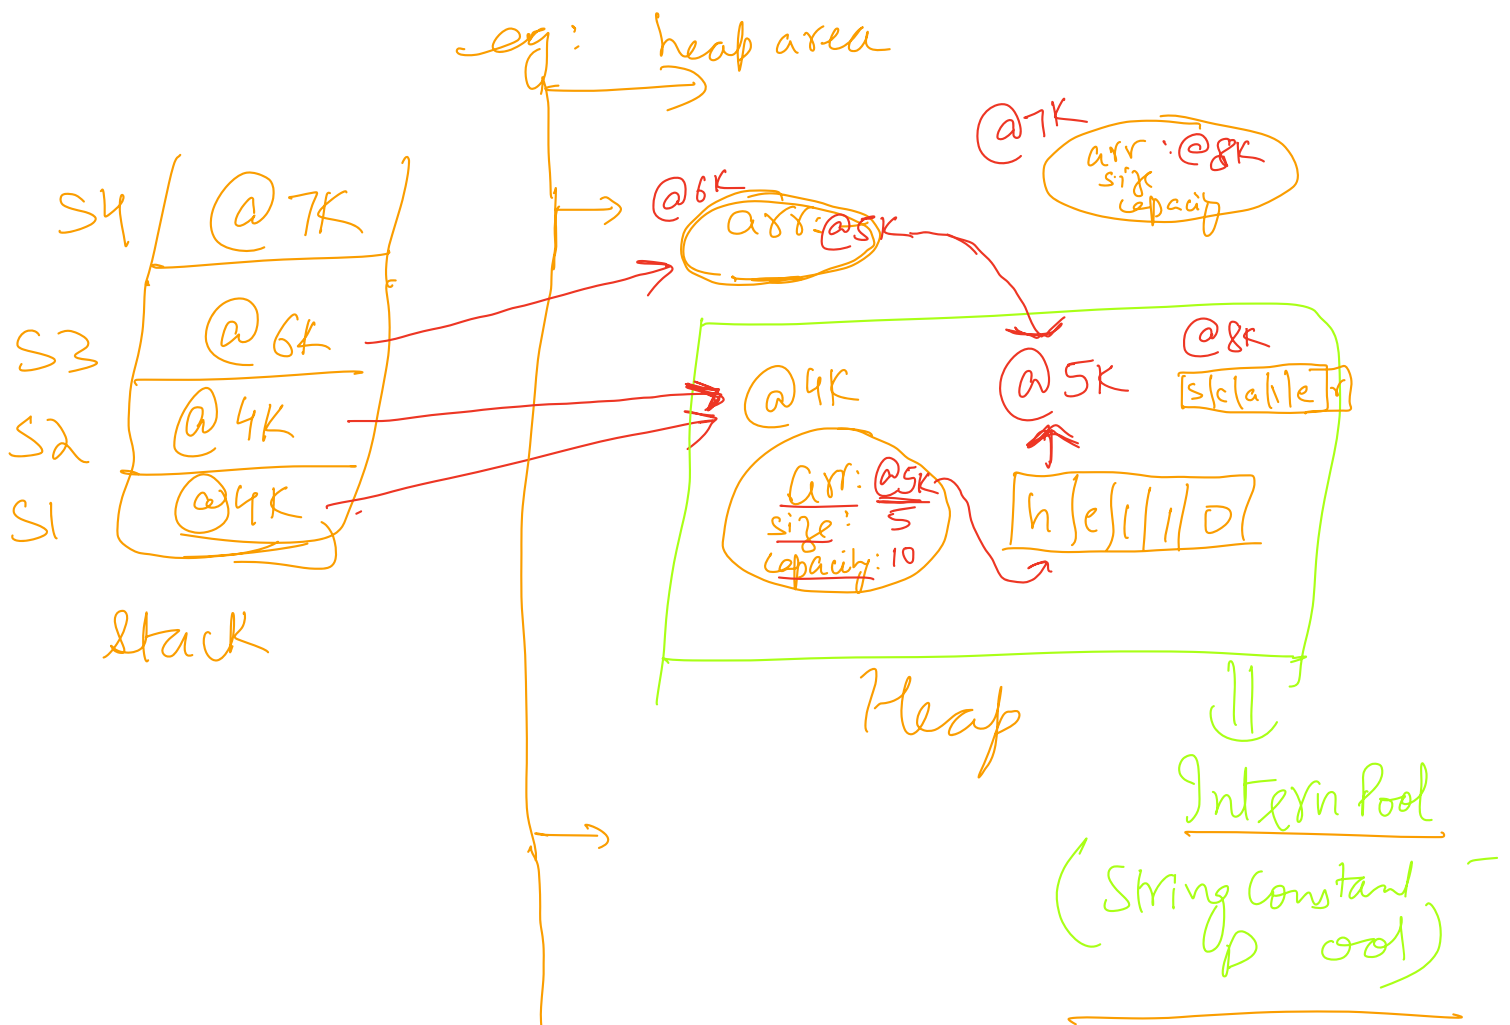 eg: heap area
S4 @7K
S3 @6K
S2 @4K
S1 @4K
Stack
@6K
arr: @5K
@7K
arr : @8K
size
capacity
@4K
arr: @5K
size: 5
capacity: 10
@5K
h e l l o
@8K
s c a l e r
Heap
Intern Pool
(String Constant
Pool)